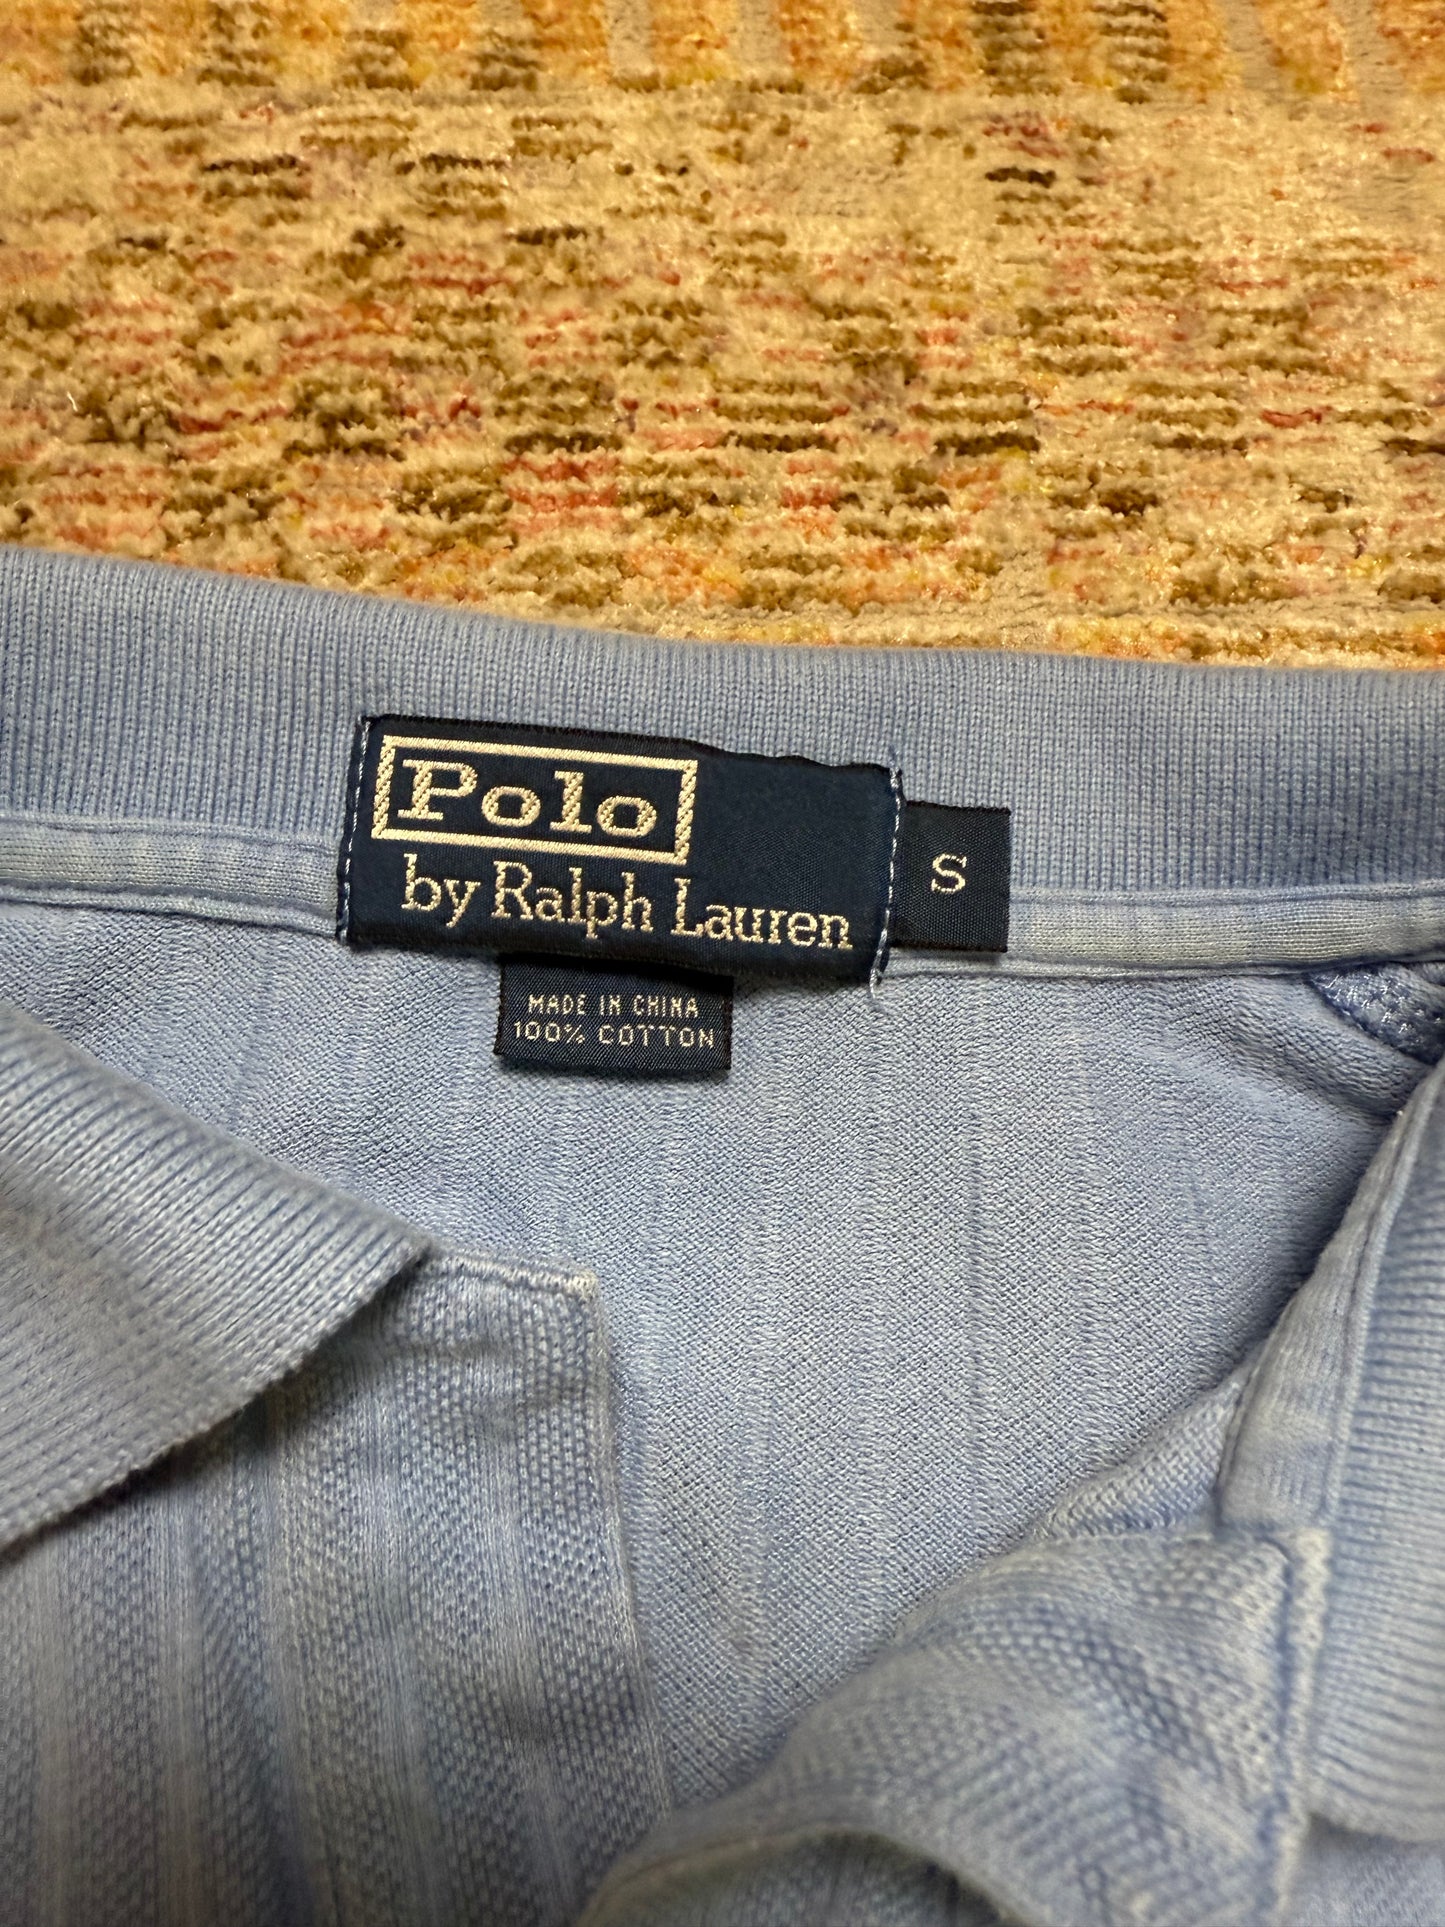 Polo
by Ralph Lauren
S
MADE IN CHINA
100% COTTON